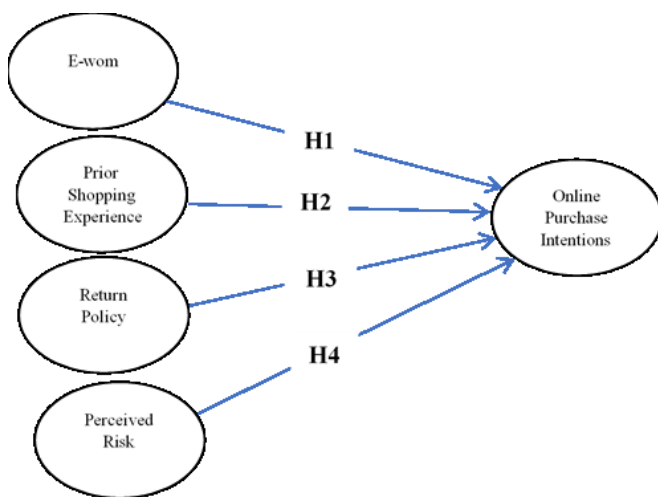 E-wom
H1
Prior
Shopping
Experience
H2
Online
Purchase
Intentions
Return
Policy
H3
H4
Perceived
Risk